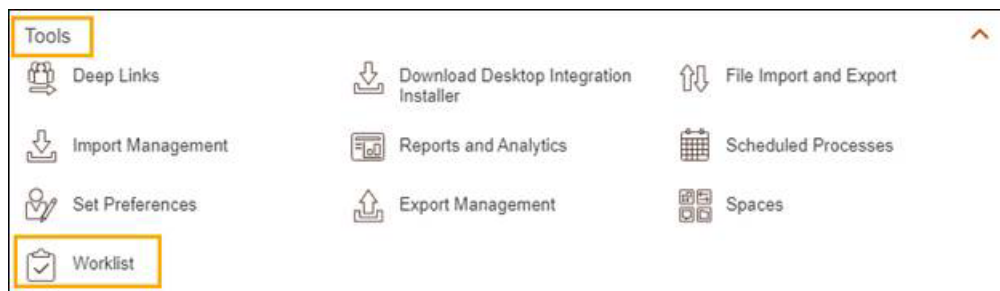 Tools
Deep Links
Download Desktop Integration
Installer
File Import and Export
Import Management
Reports and Analytics
Scheduled Processes
Set Preferences
Export Management
Spaces
Worklist